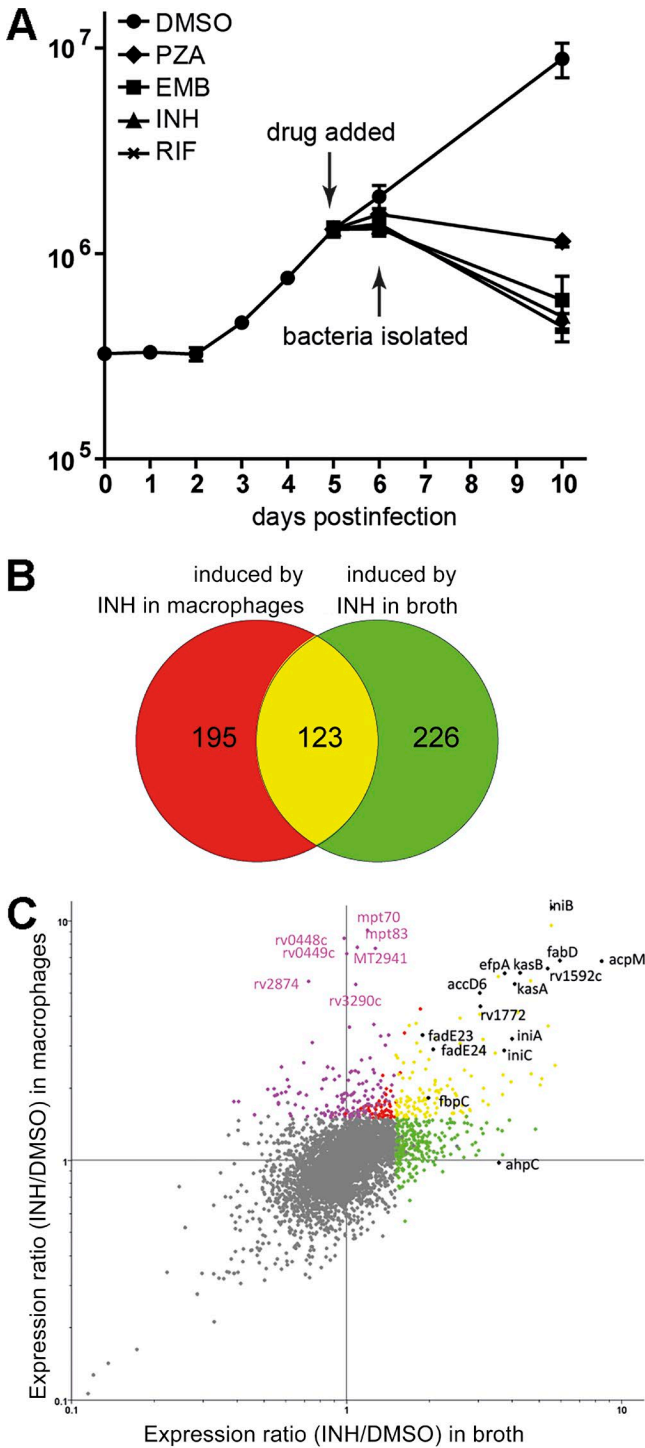 A
DMSO
PZA
EMB
INH
RIF
10^7
10^6
10^5
drug added
bacteria isolated
0 1 2 3 4 5 6 7 8 9 10
days postinfection
B
induced by
INH in macrophages
induced by
INH in broth
195 123 226
C
Expression ratio (INH/DMSO) in macrophages
10
1
0.1
mpt70
mpt83
rv0448c
rv0449c
MT2941
rv2874
rv3290c
iniB
fabD
acpM
efpA
kasB
rv1592c
accD6
kasA
rv1772
fadE23
iniA
fadE24
iniC
fbpC
ahpC
0.1 1 10
Expression ratio (INH/DMSO) in broth